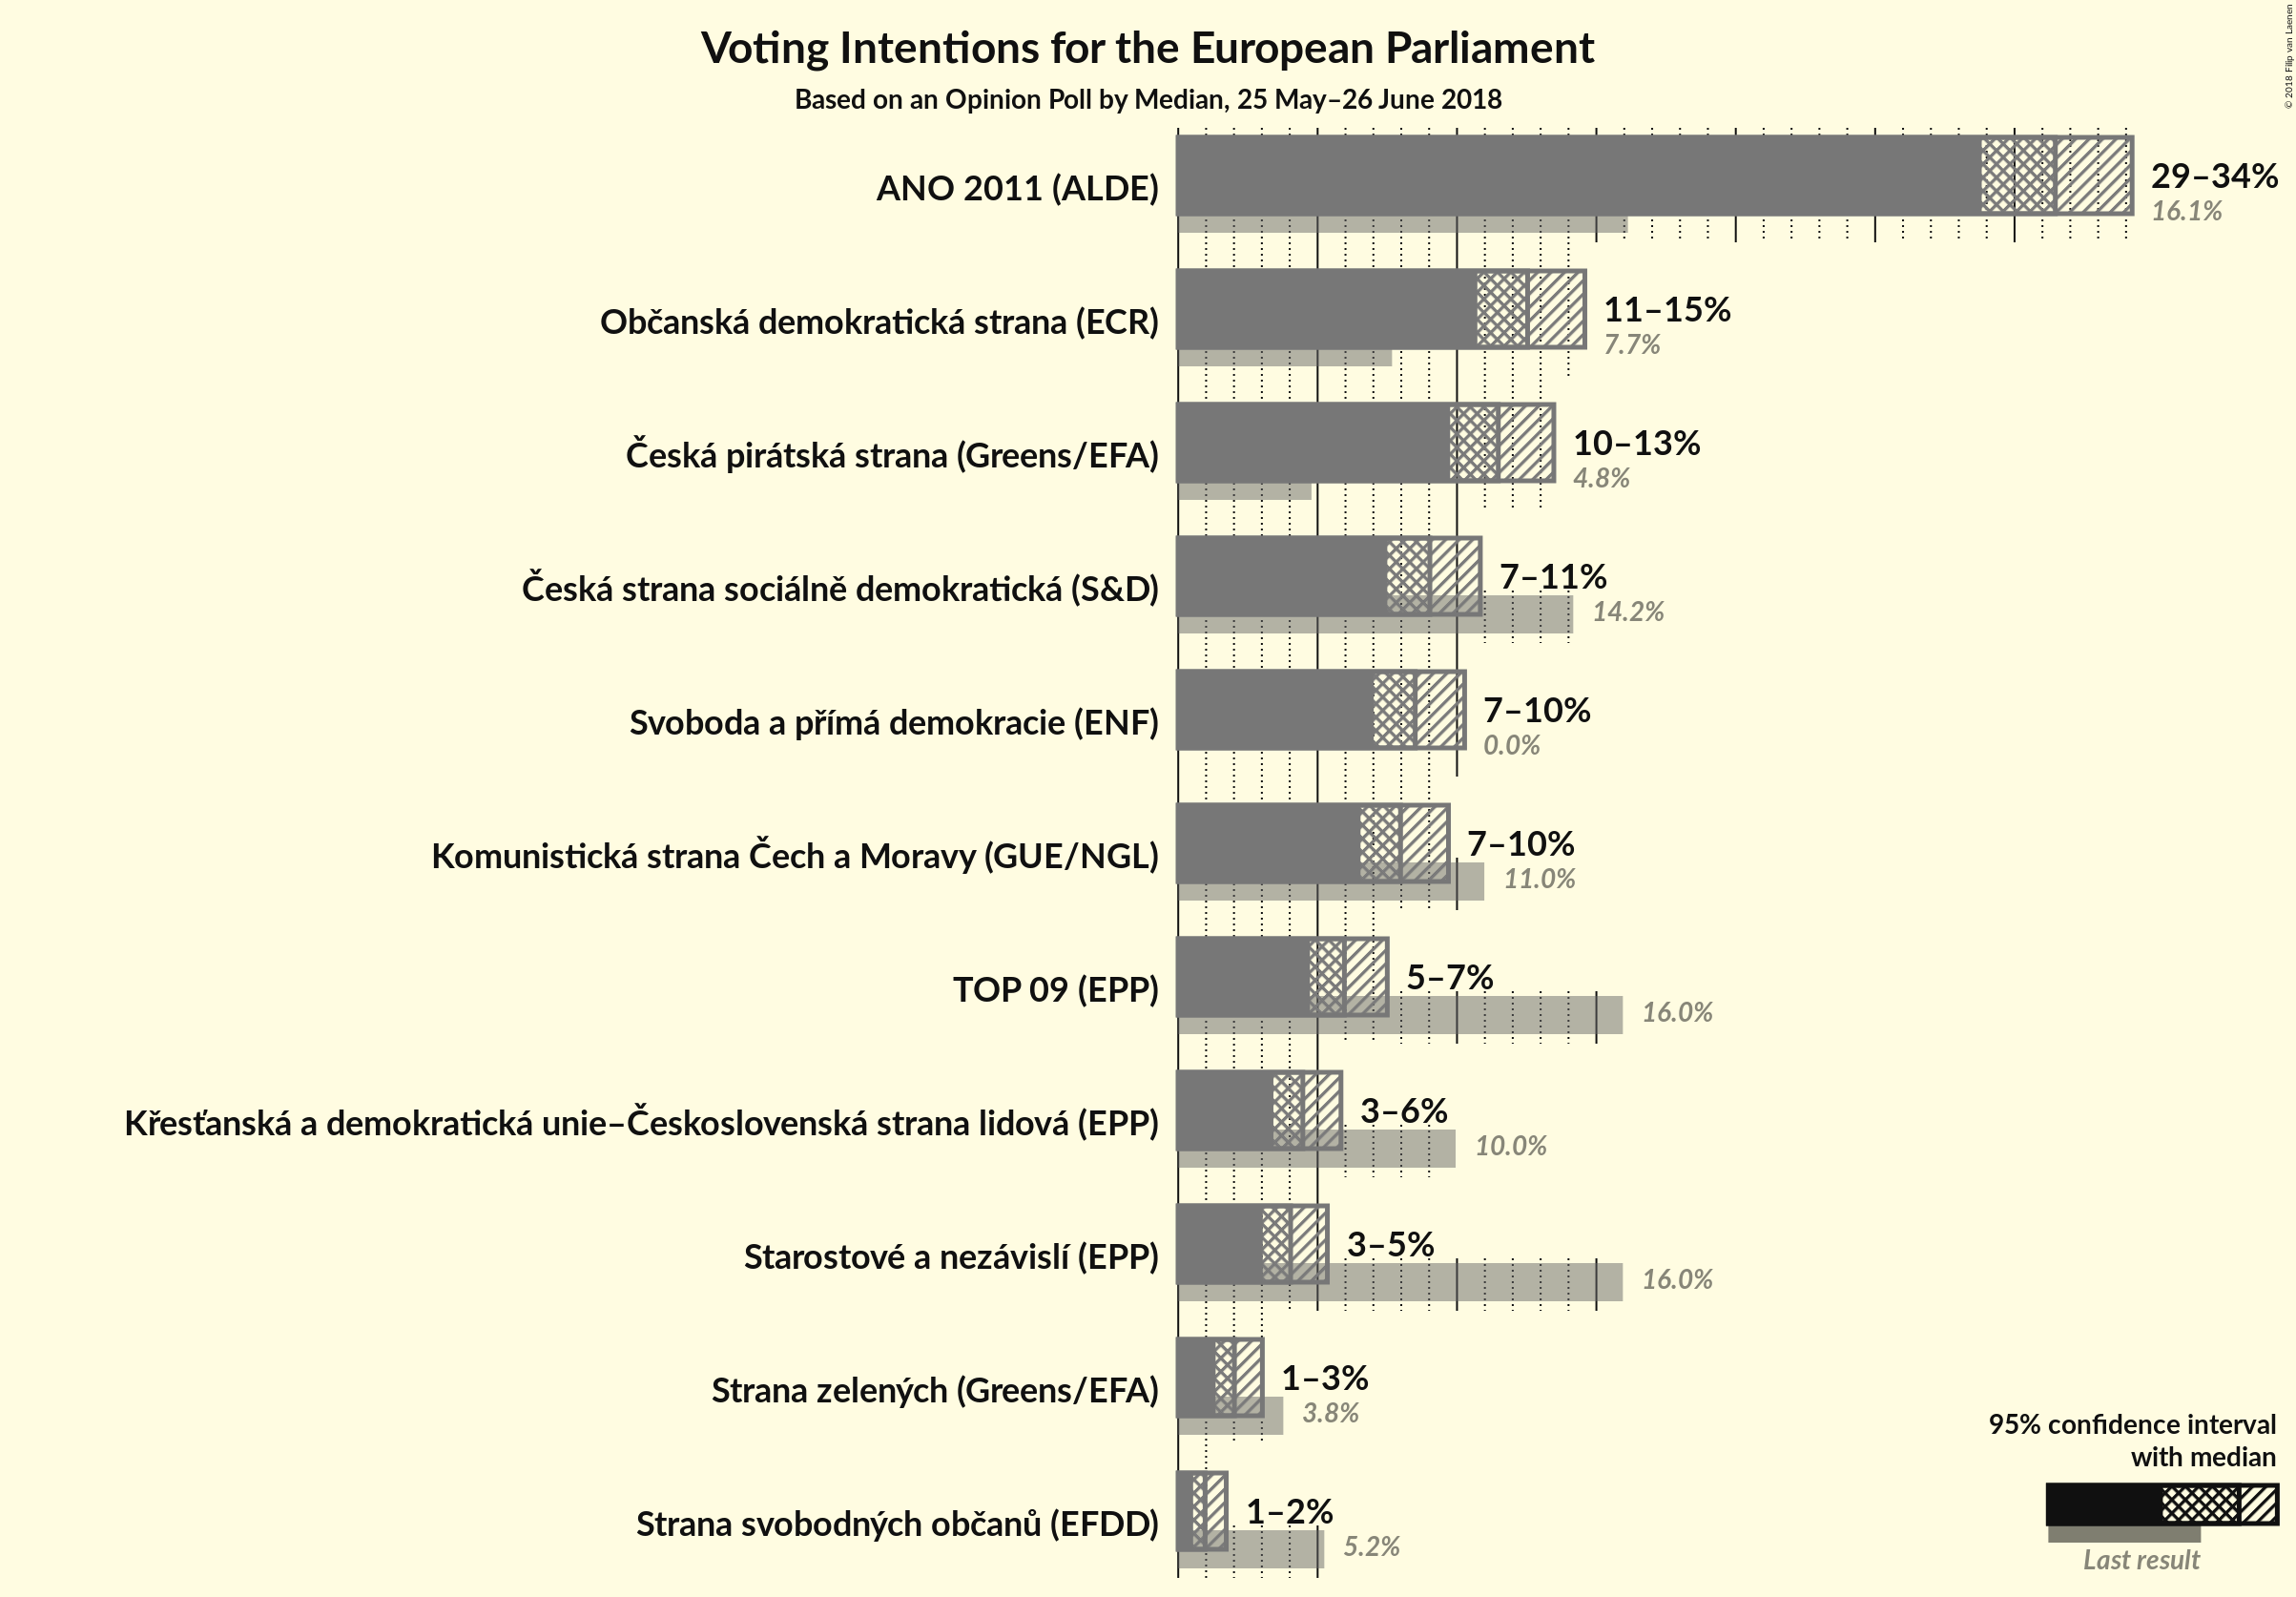 Voting Intentions for the European Parliament
Based on an Opinion Poll by Median, 25 May–26 June 2018
© 2018 Filip van Laenen
ANO 2011 (ALDE)
29–34%
16.1%
Občanská demokratická strana (ECR)
11–15%
7.7%
Česká pirátská strana (Greens/EFA)
10–13%
4.8%
Česká strana sociálně demokratická (S&D)
7–11%
14.2%
Svoboda a přímá demokracie (ENF)
7–10%
0.0%
Komunistická strana Čech a Moravy (GUE/NGL)
7–10%
11.0%
TOP 09 (EPP)
5–7%
16.0%
Křesťanská a demokratická unie–Československá strana lidová (EPP)
3–6%
10.0%
Starostové a nezávislí (EPP)
3–5%
16.0%
Strana zelených (Greens/EFA)
1–3%
3.8%
Strana svobodných občanů (EFDD)
1–2%
5.2%
95% confidence interval
with median
Last result